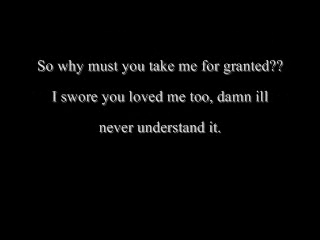 So why must you take me for granted??
I swore you loved me too, damn ill
never understand it.